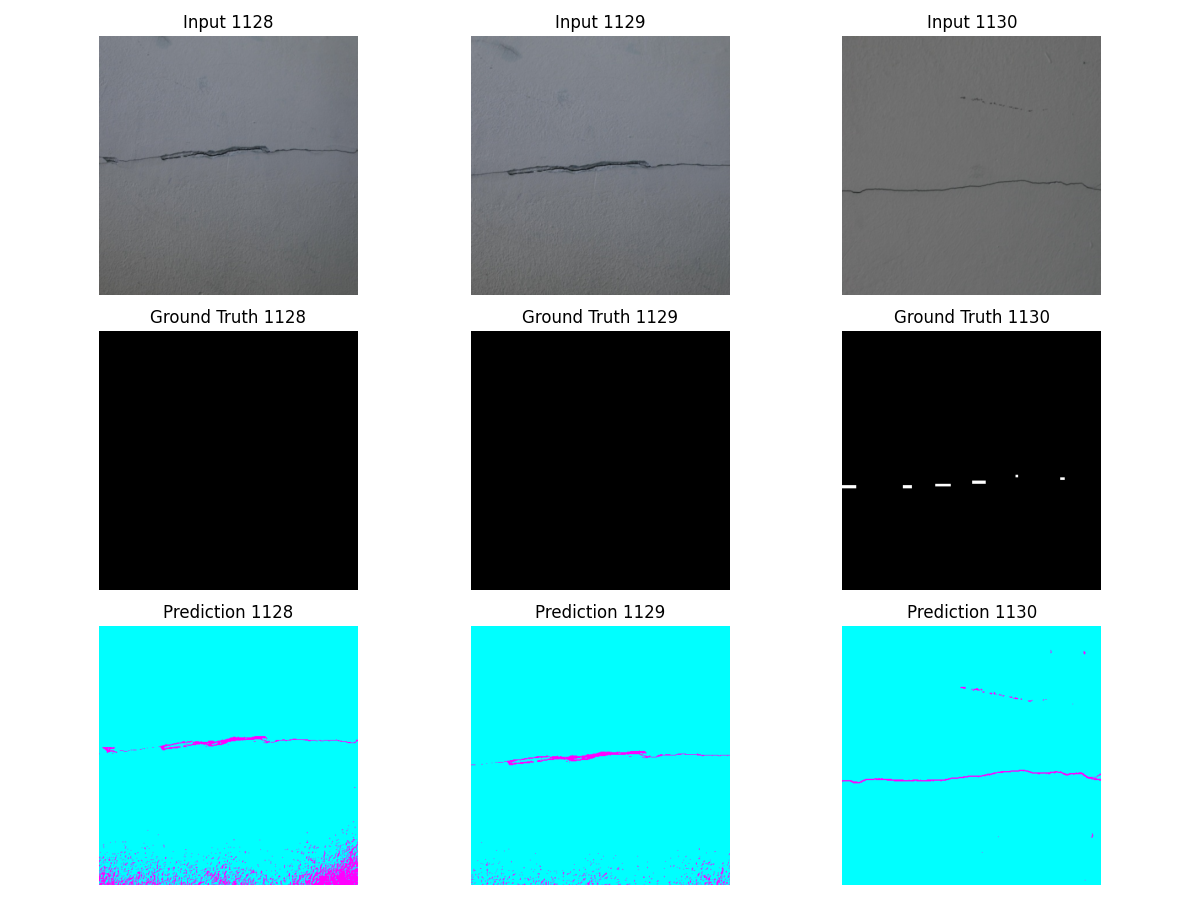 Input 1128
Input 1129
Input 1130
Ground Truth 1128
Ground Truth 1129
Ground Truth 1130
Prediction 1128
Prediction 1129
Prediction 1130